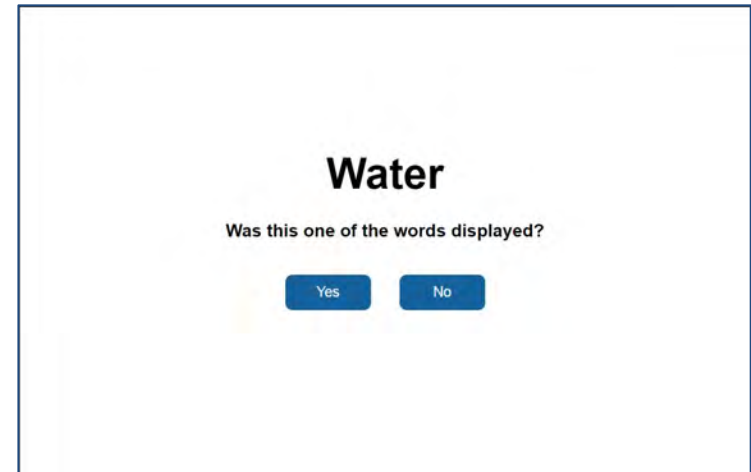 Water
Was this one of the words displayed?
Yes
No